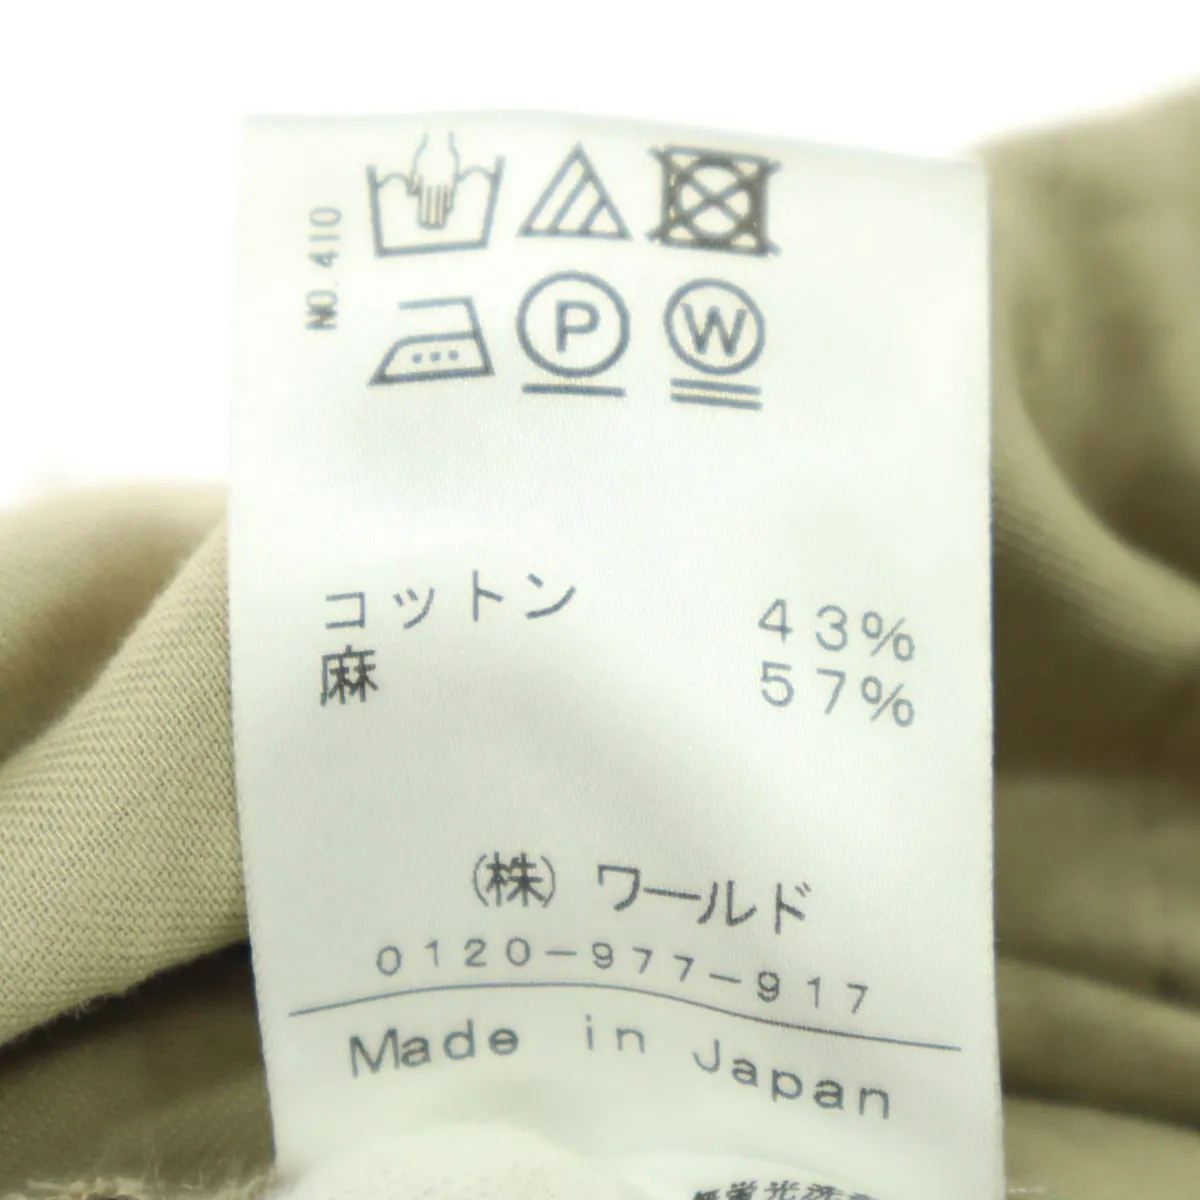 NO.410
P W
コットン 43%
麻 57%
(株) ワールド
0120-977-917
Made in Japan